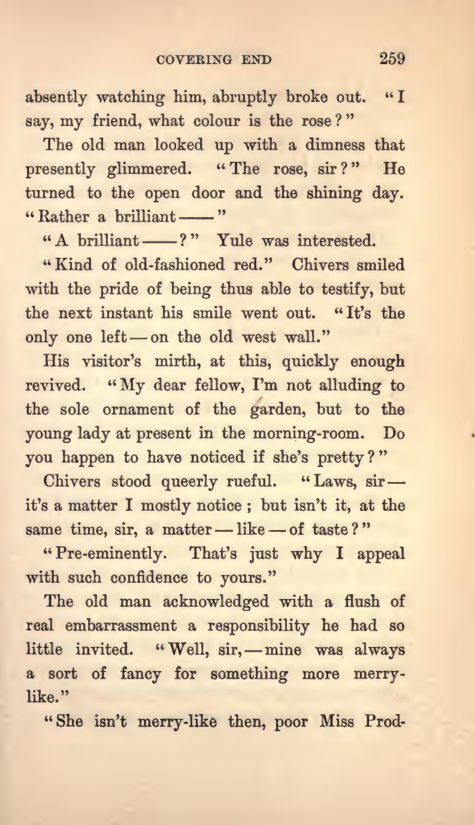 COVERING END 259
absently watching him, abruptly broke out. "I
say, my friend, what colour is the rose?"
The old man looked up with a dimness that
presently glimmered. "The rose, sir?" He
turned to the open door and the shining day.
"Rather a brilliant——"
"A brilliant——?" Yule was interested.
"Kind of old-fashioned red." Chivers smiled
with the pride of being thus able to testify, but
the next instant his smile went out. "It's the
only one left—on the old west wall."
His visitor's mirth, at this, quickly enough
revived. "My dear fellow, I'm not alluding to
the sole ornament of the garden, but to the
young lady at present in the morning-room. Do
you happen to have noticed if she's pretty?"
Chivers stood queerly rueful. "Laws, sir—
it's a matter I mostly notice; but isn't it, at the
same time, sir, a matter—like—of taste?"
"Pre-eminently. That's just why I appeal
with such confidence to yours."
The old man acknowledged with a flush of
real embarrassment a responsibility he had so
little invited. "Well, sir,—mine was always
a sort of fancy for something more merry-
like."
"She isn't merry-like then, poor Miss Prod-